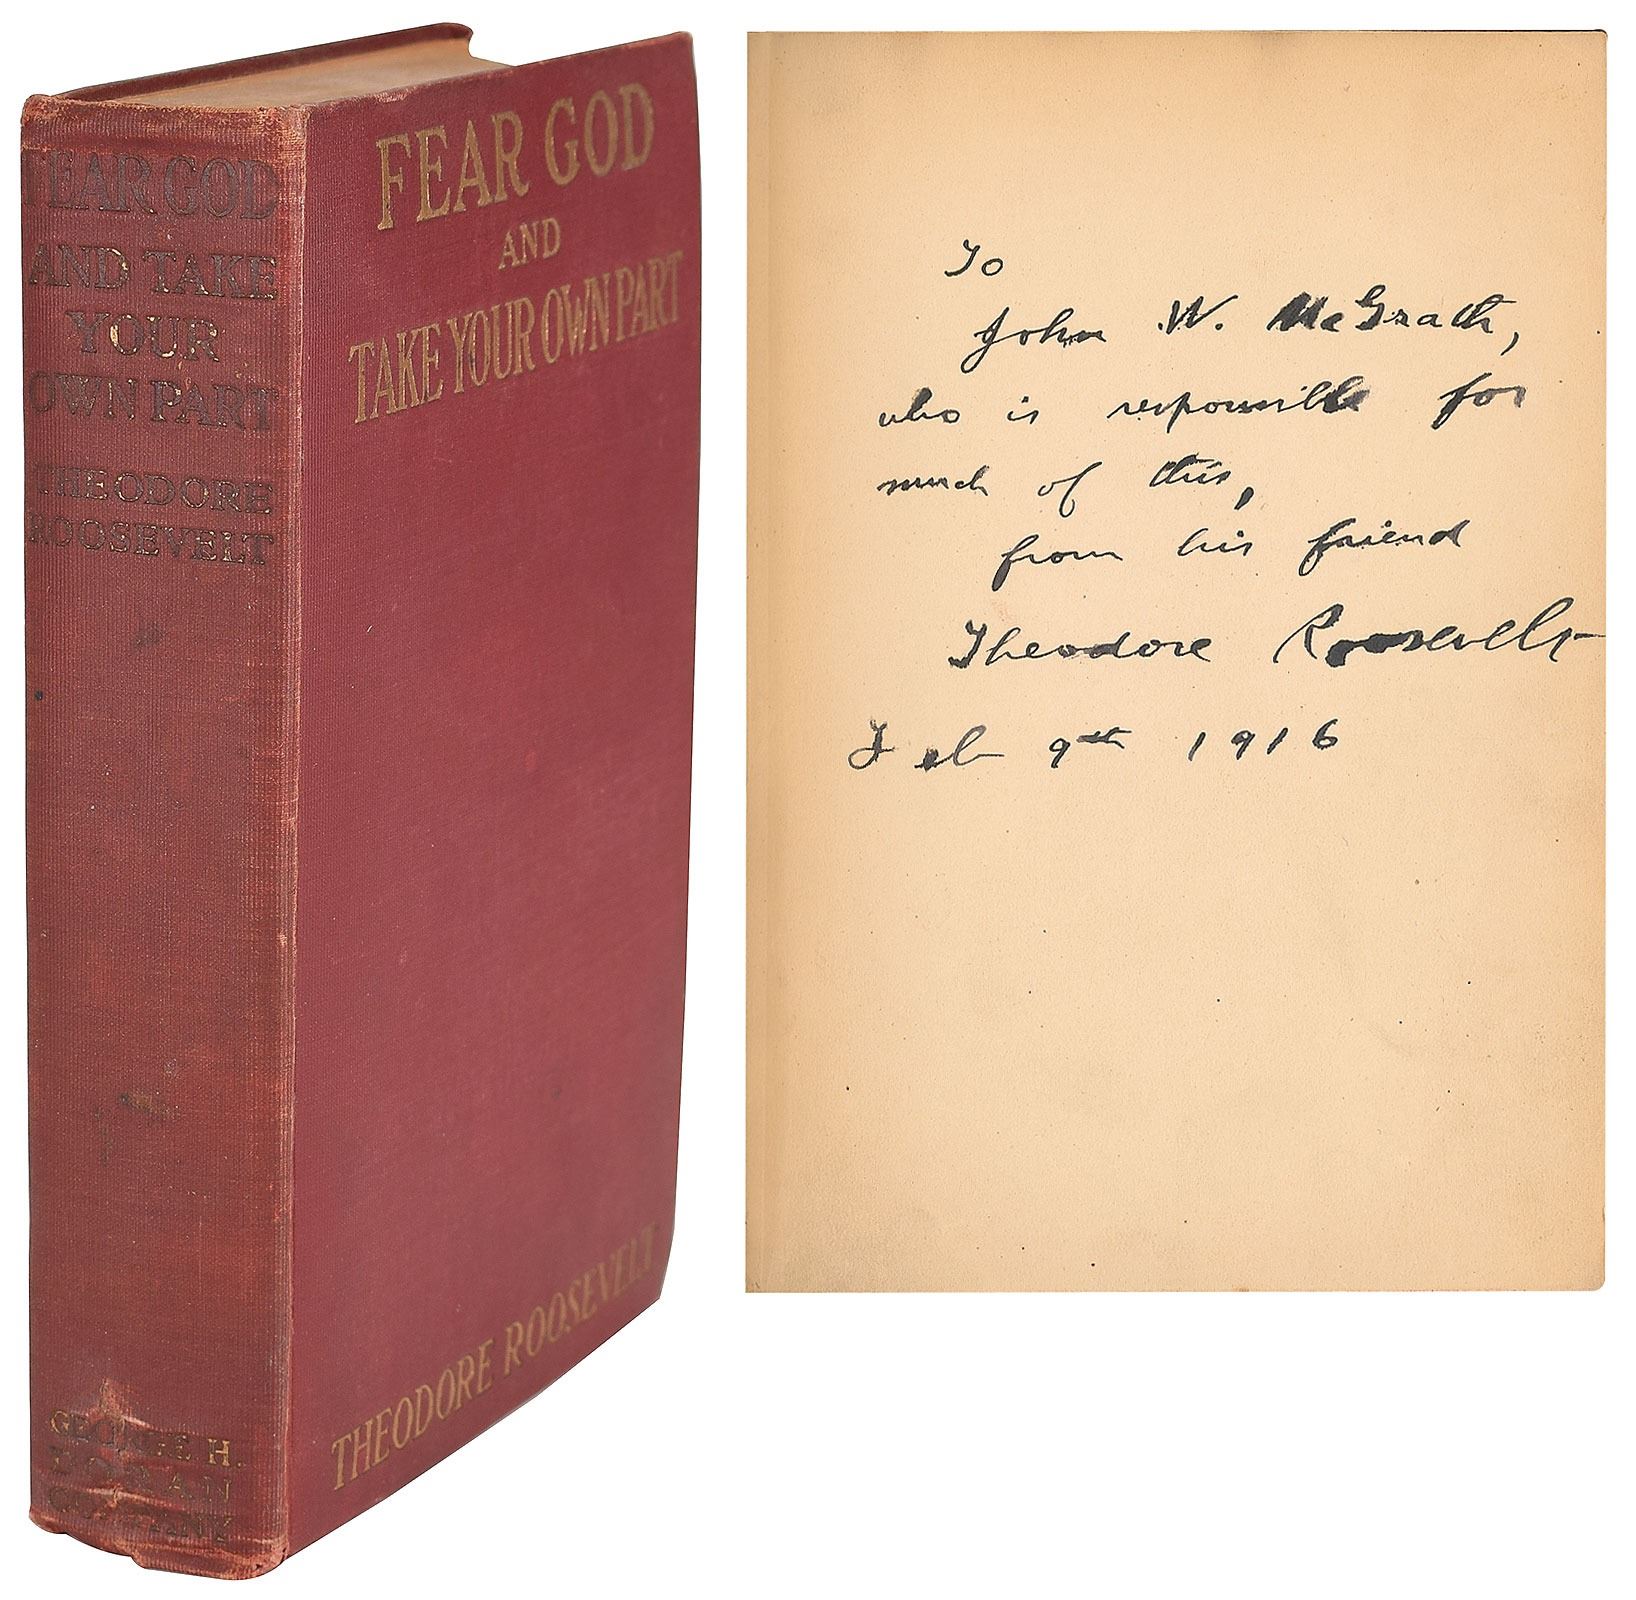 FEAR GOD
AND TAKE
YOUR
OWN PART
THEODORE
ROOSEVELT
GEORGE H.
DORAN
COMPANY
FEAR GOD
AND
TAKE YOUR OWN PART
THEODORE ROOSEVELT
To
John W. McGrath,
who is responsible for
much of this,
from his friend
Theodore Roosevelt
Feb 9th 1916